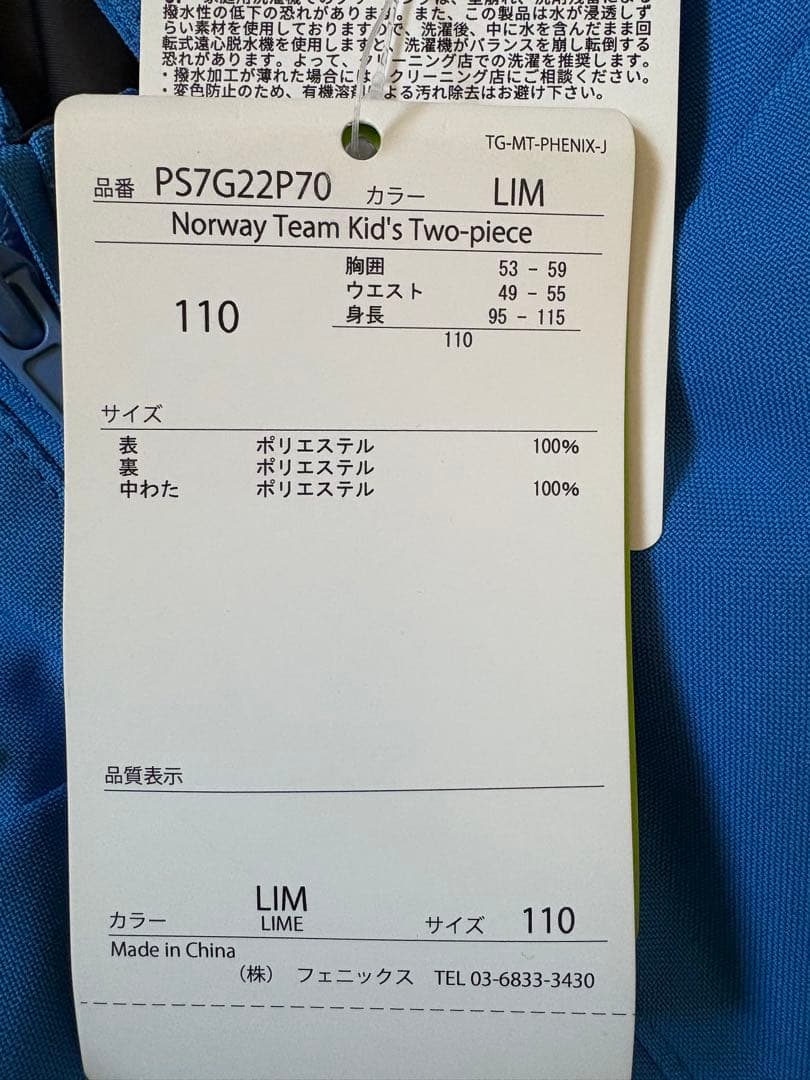 撥水性の低下の恐れがあります。また、この製品は水が浸透しず
らい素材を使用しておりますので、洗濯後、中に水を含んだまま回
転式遠心脱水機を使用しますと、洗濯機がバランスを崩し転倒する
恐れがあります。よって、クリーニング店での洗濯を推奨します。
・撥水加工が薄れた場合には、クリーニング店にご相談ください。
・変色防止のため、有機溶剤による汚れ除去はお避け下さい。
TG-MT-PHENIX-J
品番 PS7G22P70 カラー LIM
Norway Team Kid's Two-piece
胸囲 53 - 59
ウエスト 49 - 55
110
身長 95 - 115
110
サイズ
表 ポリエステル 100%
裏 ポリエステル
中わた ポリエステル 100%
品質表示
LIM
カラー LIME サイズ 110
Made in China
（株） フェニックス TEL 03-6833-3430